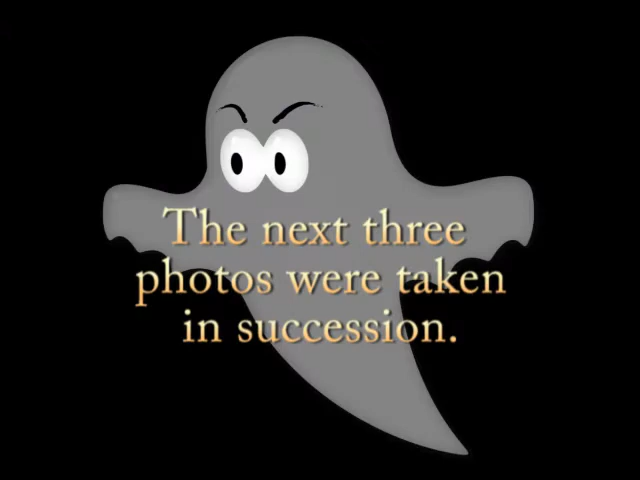 The next three
photos were taken
in succession.